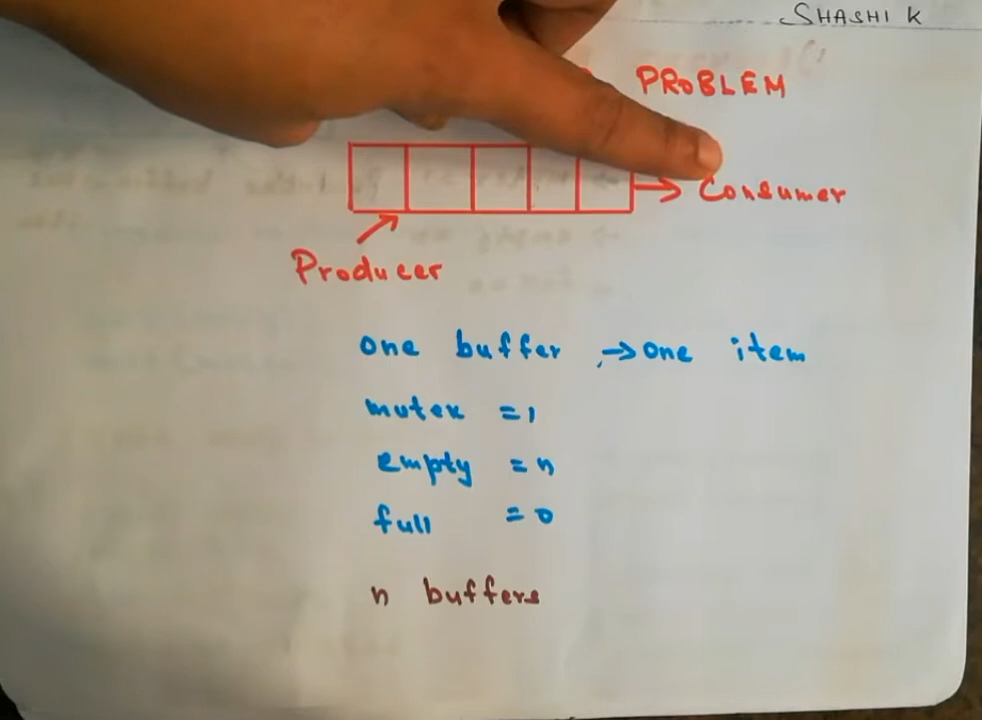 SHASHI K
PROBLEM
Consumer
Producer
one buffer → one item
mutex = 1
empty = n
full = 0
n buffers